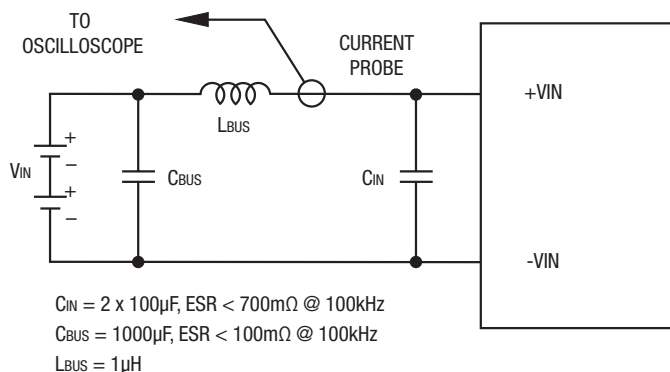 TO
OSCILLOSCOPE
CURRENT
PROBE
LBUS
+VIN
VIN
+
−
+
−
CBUS
CIN
-VIN
CIN = 2 x 100µF, ESR < 700mΩ @ 100kHz
CBUS = 1000µF, ESR < 100mΩ @ 100kHz
LBUS = 1µH